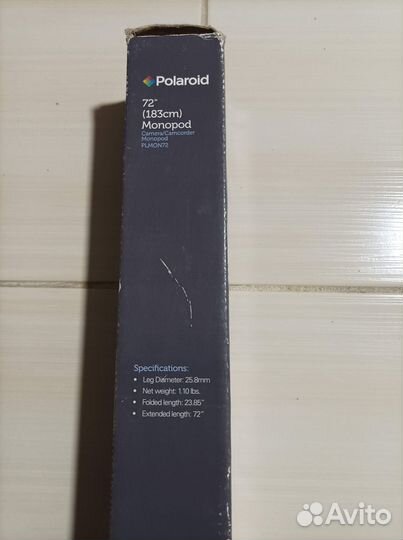 Polaroid
72"
(183cm)
Monopod
Camera/Camcorder
Monopod
PLMON72
Specifications:
• Leg Diameter: 25.8mm
• Net weight: 1.10 lbs.
• Folded length: 23.85"
• Extended length: 72"
Avito